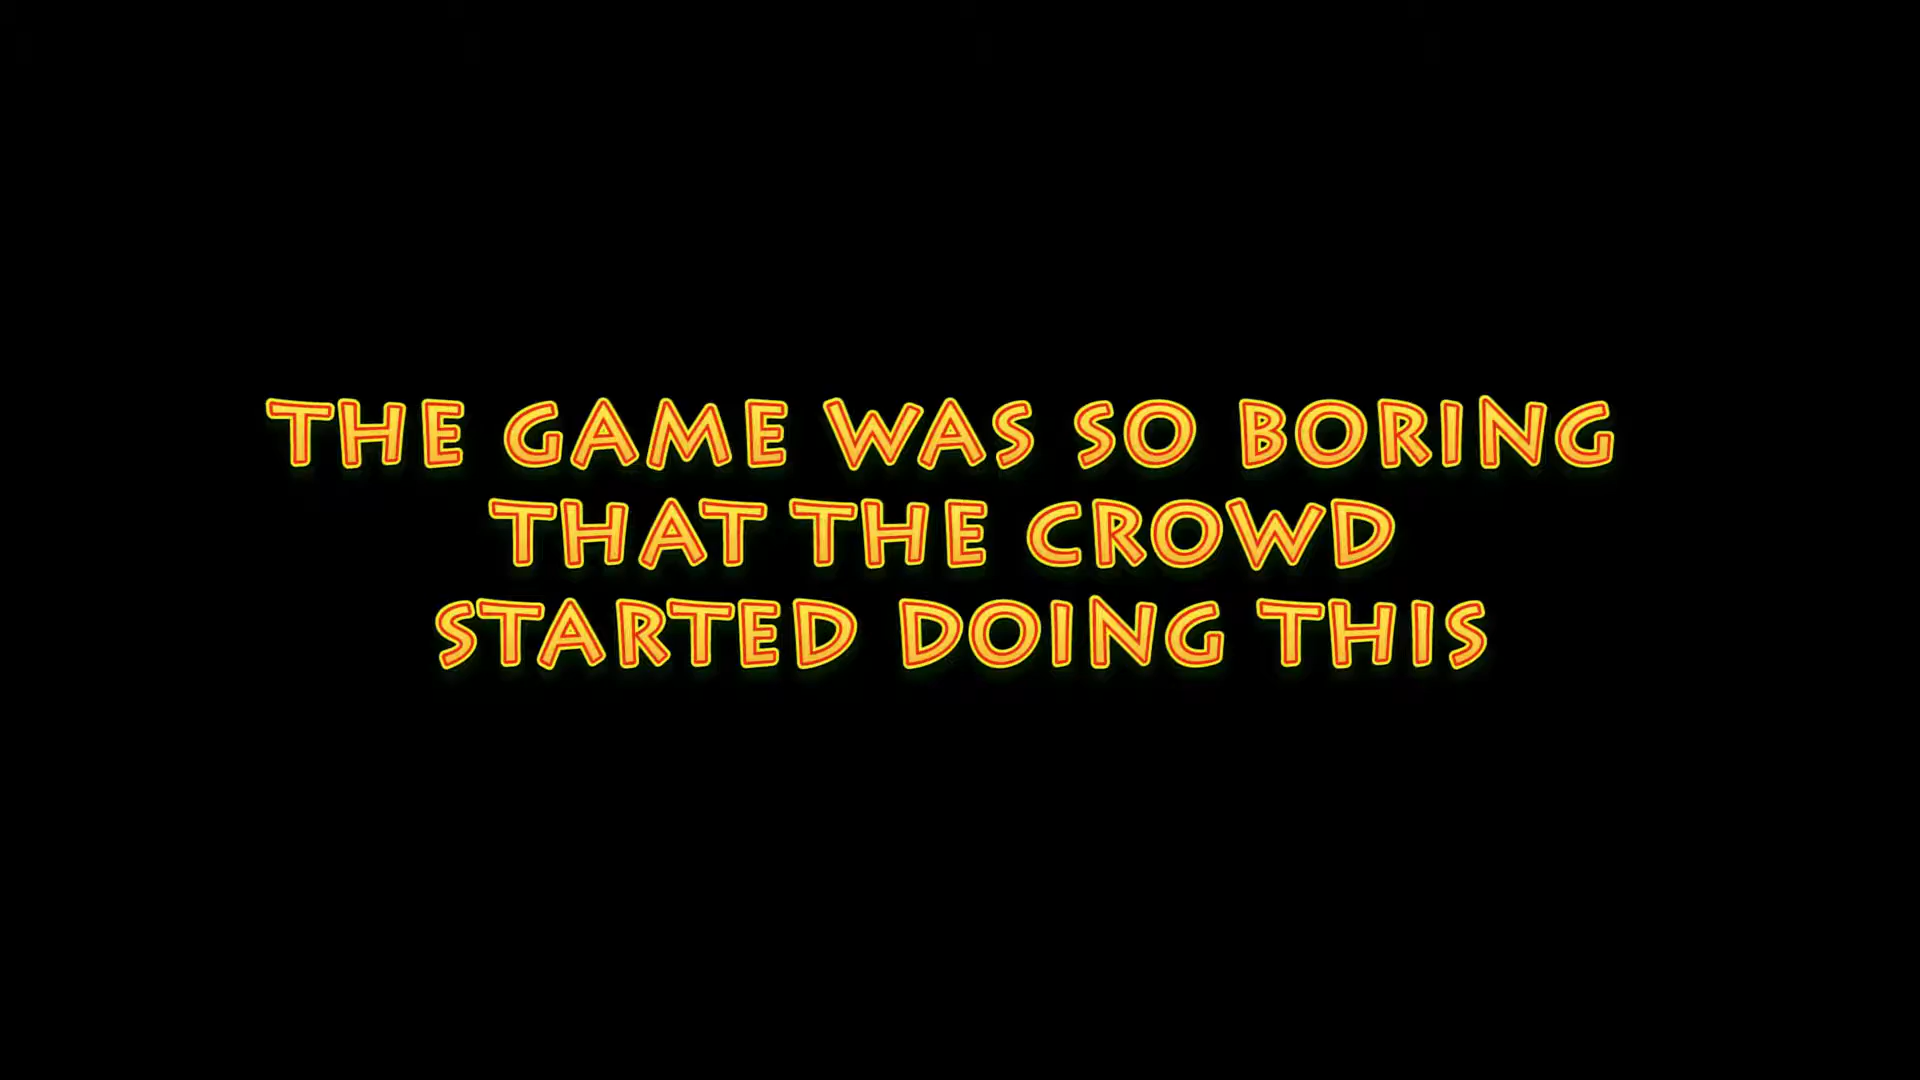 THE GAME WAS SO BORING
THAT THE CROWD
STARTED DOING THIS